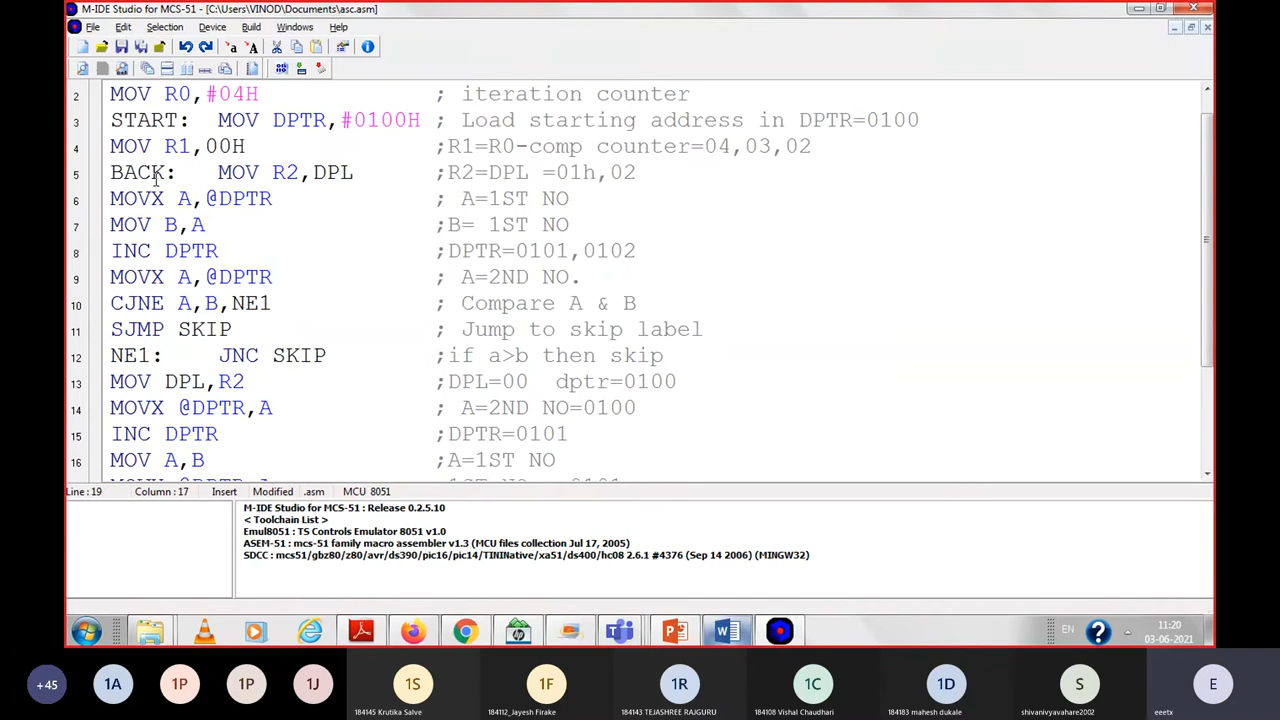 M-IDE Studio for MCS-51 - [C:\Users\VINOD\Documents\asc.asm]
File Edit Selection Device Build Windows Help
2 MOV R0,#04H ; iteration counter
3 START: MOV DPTR,#0100H ; Load starting address in DPTR=0100
4 MOV R1,00H ;R1=R0-comp counter=04,03,02
5 BACK: MOV R2,DPL ;R2=DPL =01h,02
6 MOVX A,@DPTR ; A=1ST NO
7 MOV B,A ;B= 1ST NO
8 INC DPTR ;DPTR=0101,0102
9 MOVX A,@DPTR ; A=2ND NO.
10 CJNE A,B,NE1 ; Compare A & B
11 SJMP SKIP ; Jump to skip label
12 NE1: JNC SKIP ;if a>b then skip
13 MOV DPL,R2 ;DPL=00 dptr=0100
14 MOVX @DPTR,A ; A=2ND NO=0100
15 INC DPTR ;DPTR=0101
16 MOV A,B ;A=1ST NO
Line: 19 Column: 17 Insert Modified .asm MCU 8051
M-IDE Studio for MCS-51 : Release 0.2.5.10
< Toolchain List >
Emul8051 : TS Controls Emulator 8051 v1.0
ASEM-51 : mcs-51 family macro assembler v1.3 (MCU files collection Jul 17, 2005)
SDCC : mcs51/gbz80/z80/avr/ds390/pic16/pic14/TININative/xa51/ds400/hc08 2.6.1 #4376 (Sep 14 2006) (MINGW32)
EN 11:20
03-06-2021
+45 1A 1P 1P 1J 1S 1F 1R 1C 1D S E
184145 Krutika Salve 184112_Jayesh Firake 184143 TEJASHREE RAJGURU 184108 Vishal Chaudhari 184183 mahesh dukale shivanivyavahare2002 eeetx